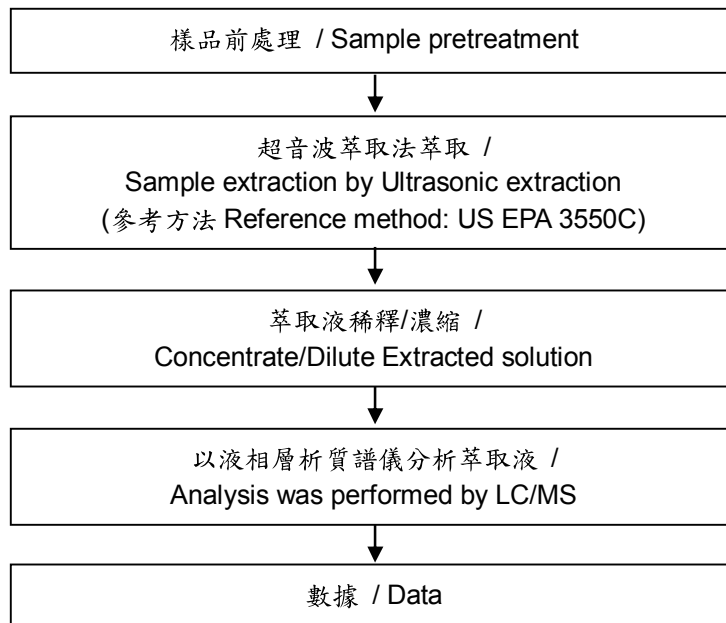 樣品前處理 / Sample pretreatment
超音波萃取法萃取 /
Sample extraction by Ultrasonic extraction
(參考方法 Reference method: US EPA 3550C)
萃取液稀釋/濃縮 /
Concentrate/Dilute Extracted solution
以液相層析質譜儀分析萃取液 /
Analysis was performed by LC/MS
數據 / Data